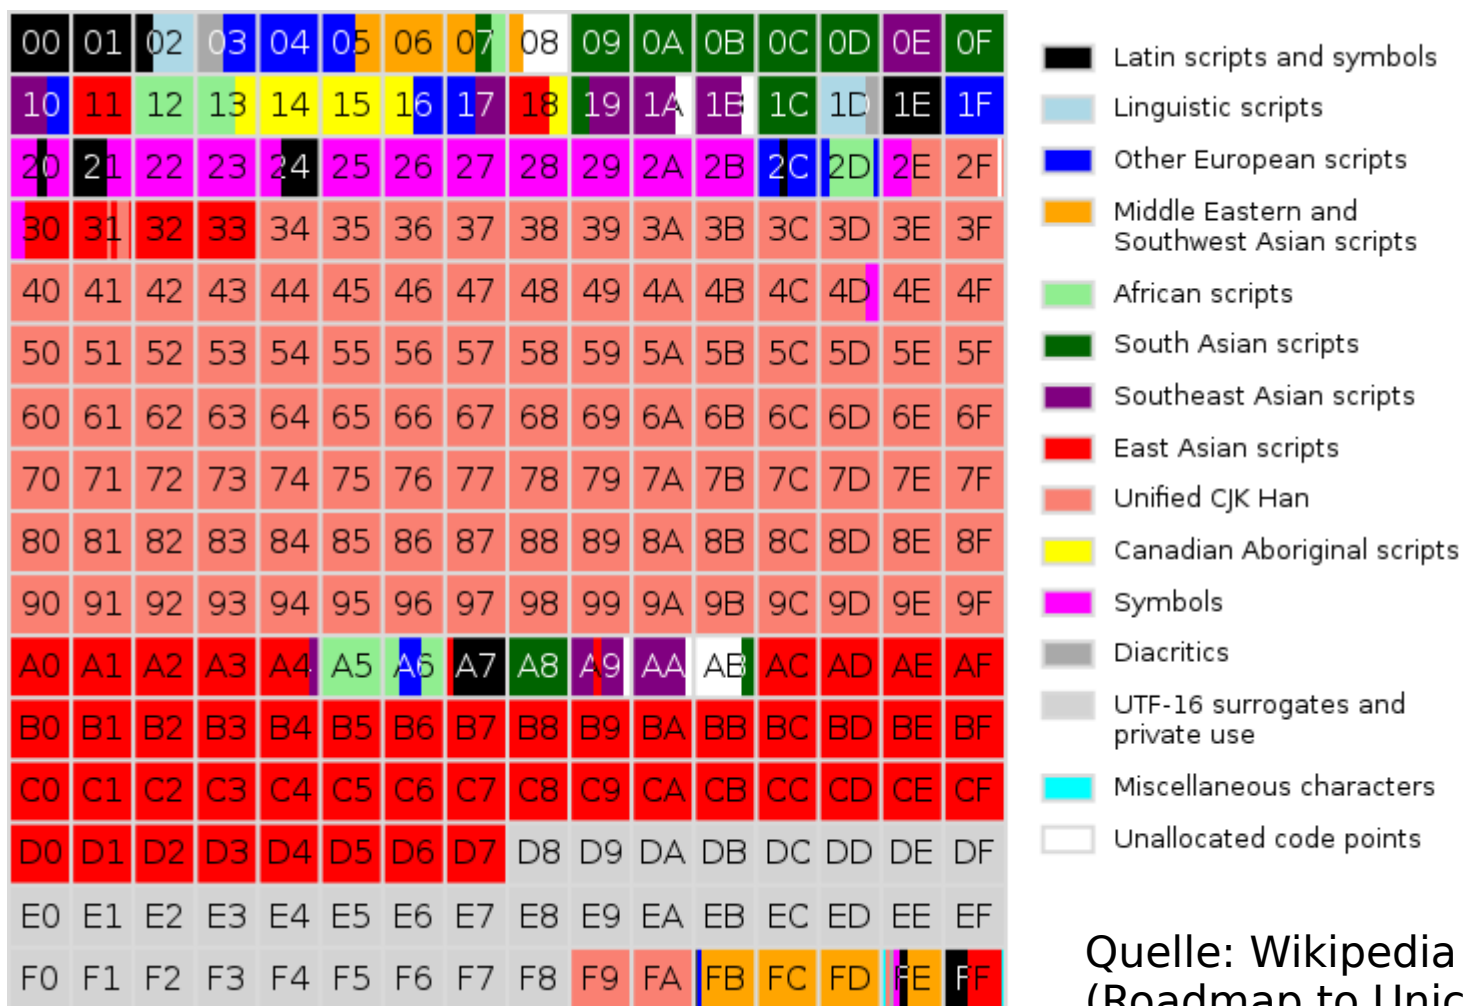 00 01 02 03 04 05 06 07 08 09 0A 0B 0C 0D 0E 0F
10 11 12 13 14 15 16 17 18 19 1A 1B 1C 1D 1E 1F
20 21 22 23 24 25 26 27 28 29 2A 2B 2C 2D 2E 2F
30 31 32 33 34 35 36 37 38 39 3A 3B 3C 3D 3E 3F
40 41 42 43 44 45 46 47 48 49 4A 4B 4C 4D 4E 4F
50 51 52 53 54 55 56 57 58 59 5A 5B 5C 5D 5E 5F
60 61 62 63 64 65 66 67 68 69 6A 6B 6C 6D 6E 6F
70 71 72 73 74 75 76 77 78 79 7A 7B 7C 7D 7E 7F
80 81 82 83 84 85 86 87 88 89 8A 8B 8C 8D 8E 8F
90 91 92 93 94 95 96 97 98 99 9A 9B 9C 9D 9E 9F
A0 A1 A2 A3 A4 A5 A6 A7 A8 A9 AA AB AC AD AE AF
B0 B1 B2 B3 B4 B5 B6 B7 B8 B9 BA BB BC BD BE BF
C0 C1 C2 C3 C4 C5 C6 C7 C8 C9 CA CB CC CD CE CF
D0 D1 D2 D3 D4 D5 D6 D7 D8 D9 DA DB DC DD DE DF
E0 E1 E2 E3 E4 E5 E6 E7 E8 E9 EA EB EC ED EE EF
F0 F1 F2 F3 F4 F5 F6 F7 F8 F9 FA FB FC FD FE FF
Latin scripts and symbols
Linguistic scripts
Other European scripts
Middle Eastern and
Southwest Asian scripts
African scripts
South Asian scripts
Southeast Asian scripts
East Asian scripts
Unified CJK Han
Canadian Aboriginal scripts
Symbols
Diacritics
UTF-16 surrogates and
private use
Miscellaneous characters
Unallocated code points
Quelle: Wikipedia
(Roadmap to Unic